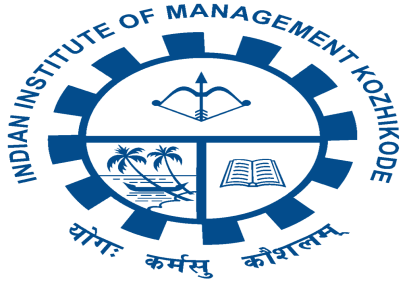 INDIAN INSTITUTE OF MANAGEMENT KOZHIKODE
योगः कर्मसु कौशलम्